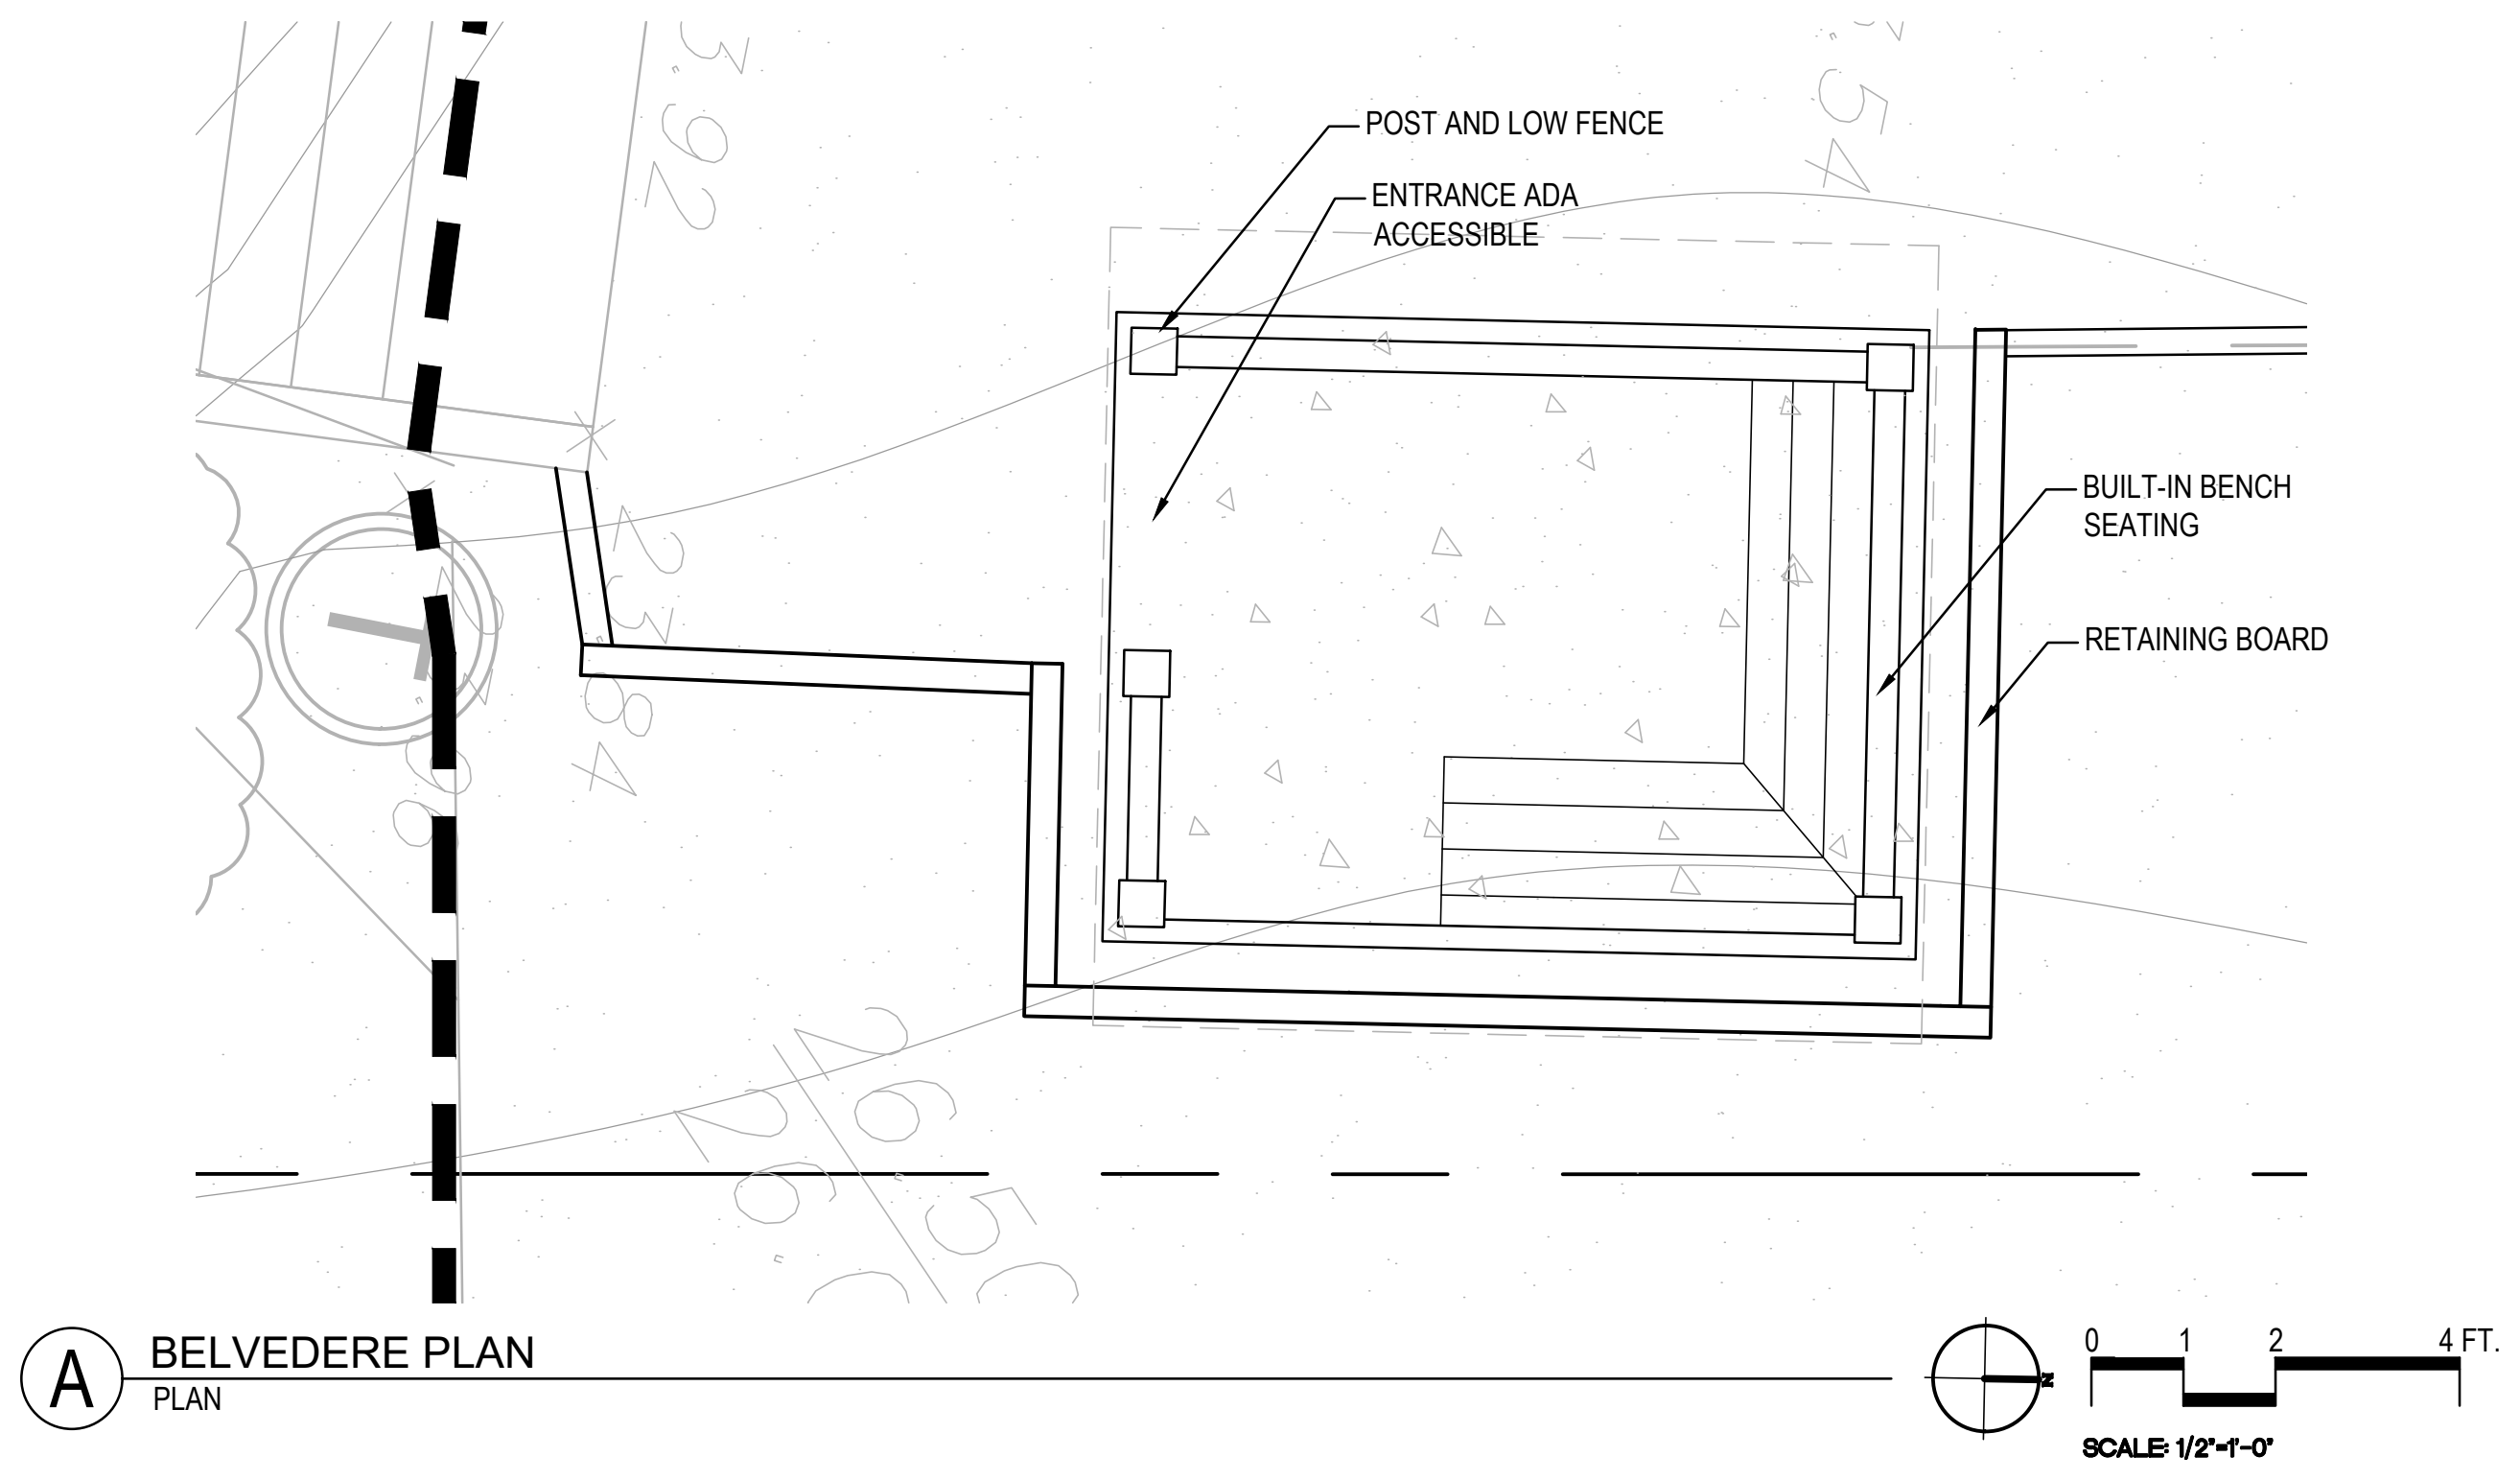 POST AND LOW FENCE
ENTRANCE ADA
ACCESSIBLE
BUILT-IN BENCH
SEATING
RETAINING BOARD
A
BELVEDERE PLAN
PLAN
N
0 1 2 4 FT.
SCALE: 1/2"=1'-0"